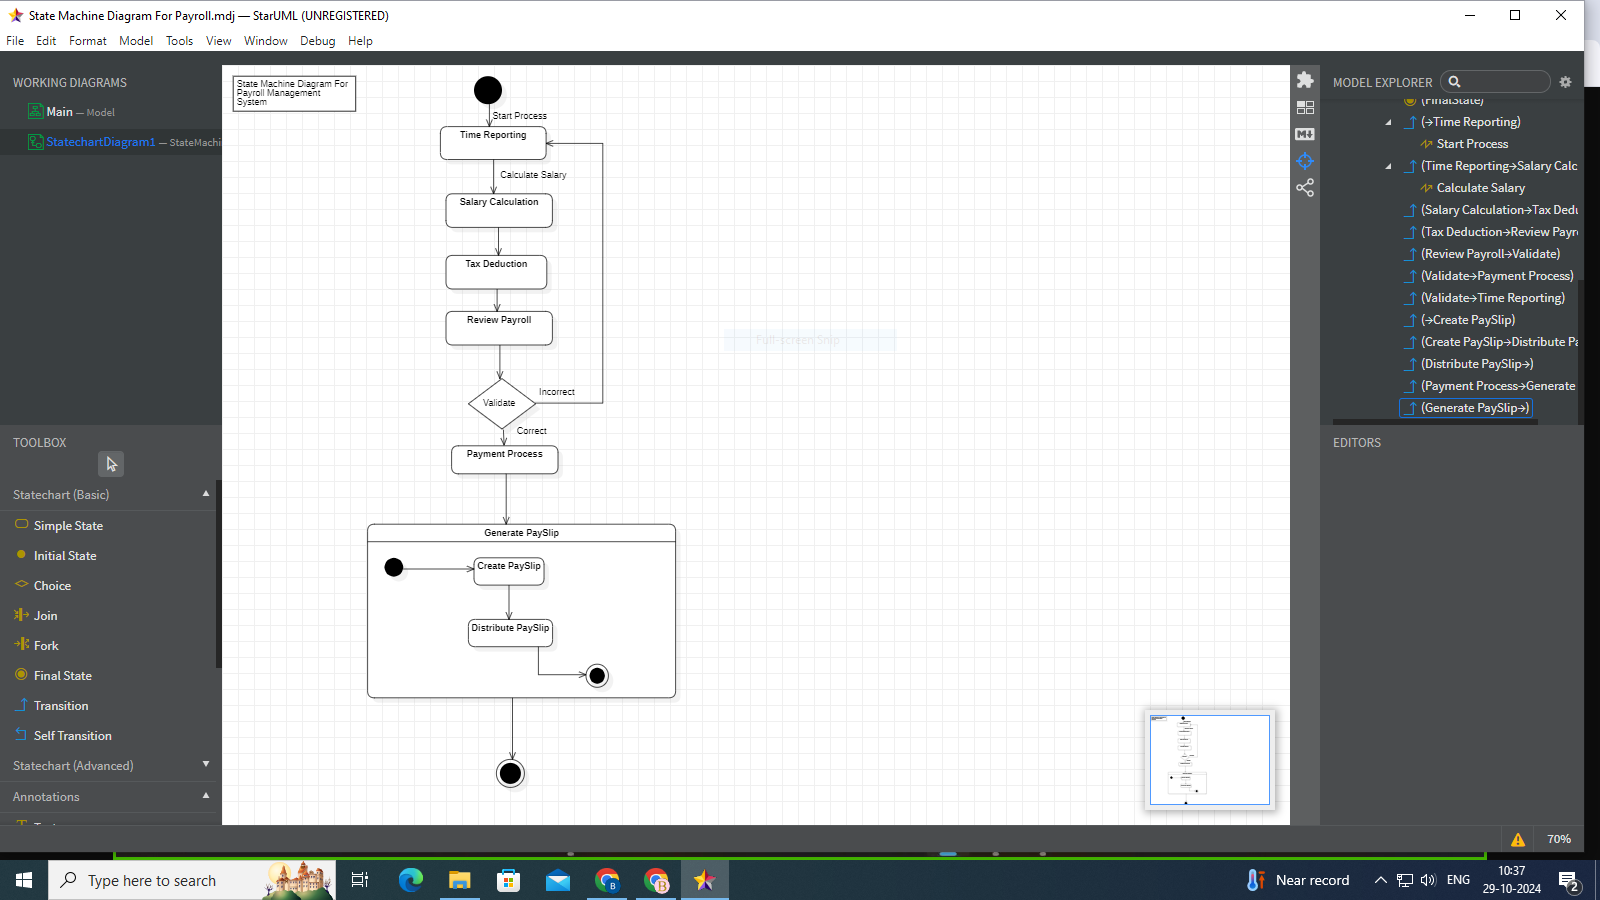 State Machine Diagram For Payroll.mdj — StarUML (UNREGISTERED)
File Edit Format Model Tools View Window Debug Help
WORKING DIAGRAMS
Main — Model
StatechartDiagram1 — StateMachi
TOOLBOX
Statechart (Basic)
Simple State
Initial State
Choice
Join
Fork
Final State
Transition
Self Transition
Statechart (Advanced)
Annotations
State Machine Diagram For
Payroll Management
System
Start Process
Time Reporting
Calculate Salary
Salary Calculation
Tax Deduction
Review Payroll
Full-screen Snip
Validate
Incorrect
Correct
Payment Process
Generate PaySlip
Create PaySlip
Distribute PaySlip
MODEL EXPLORER
(FinalState)
(→Time Reporting)
Start Process
(Time Reporting→Salary Calc
Calculate Salary
(Salary Calculation→Tax Dedu
(Tax Deduction→Review Payro
(Review Payroll→Validate)
(Validate→Payment Process)
(Validate→Time Reporting)
(→Create PaySlip)
(Create PaySlip→Distribute Pa
(Distribute PaySlip→)
(Payment Process→Generate
(Generate PaySlip→)
EDITORS
70%
Type here to search
Near record
ENG
10:37
29-10-2024
2